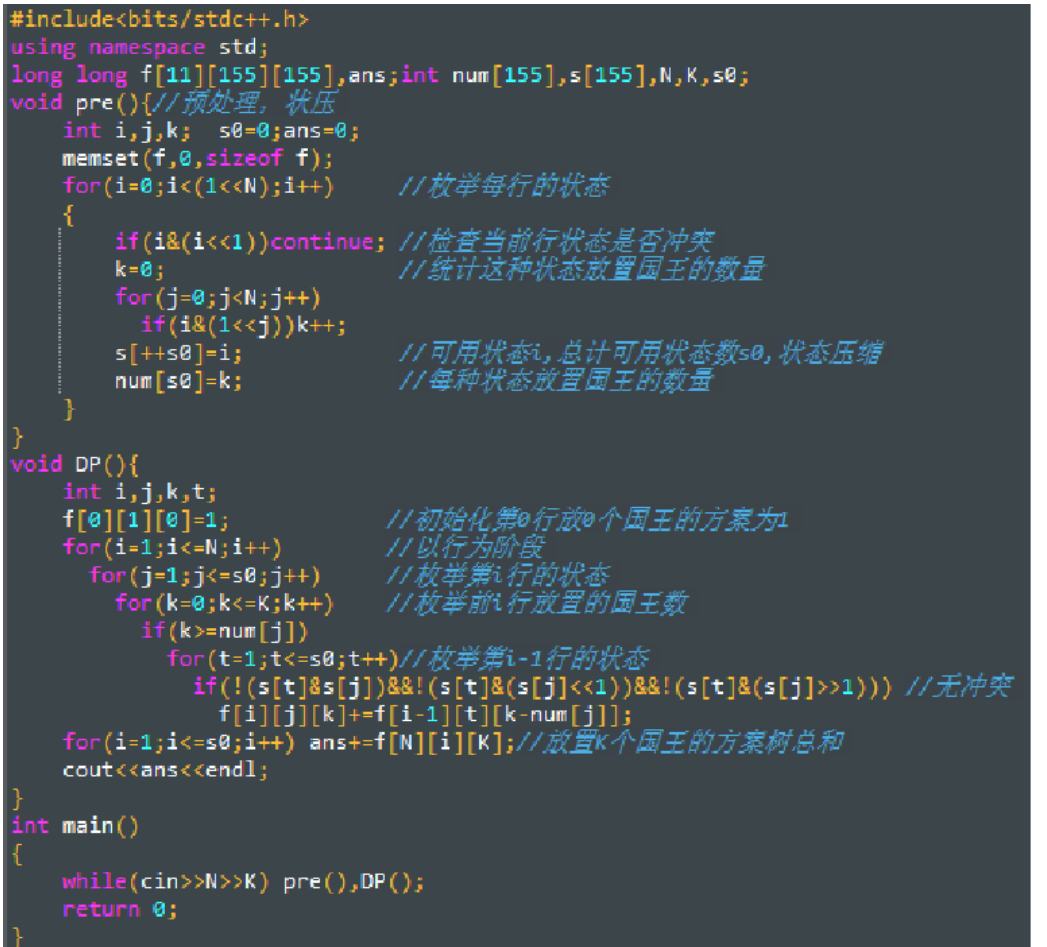 #include<bits/stdc++.h>
using namespace std;
long long f[11][155][155],ans;int num[155],s[155],N,K,s0;
void pre(){//预处理, 状压
    int i,j,k;  s0=0;ans=0;
    memset(f,0,sizeof f);
    for(i=0;i<(1<<N);i++)     //枚举每行的状态
    {
        if(i&(i<<1))continue; //检查当前行状态是否冲突
        k=0;                  //统计这种状态放置国王的数量
        for(j=0;j<N;j++)
          if(i&(1<<j))k++;
        s[++s0]=i;            //可用状态i,总计可用状态数s0,状态压缩
        num[s0]=k;            //每种状态放置国王的数量
    }
}
void DP(){
    int i,j,k,t;
    f[0][1][0]=1;            //初始化第0行放0个国王的方案为1
    for(i=1;i<=N;i++)        //以行为阶段
      for(j=1;j<=s0;j++)     //枚举第i行的状态
        for(k=0;k<=K;k++)    //枚举前i行放置的国王数
          if(k>=num[j])
            for(t=1;t<=s0;t++)//枚举第i-1行的状态
              if(!(s[t]&s[j])&&!(s[t]&(s[j]<<1))&&!(s[t]&(s[j]>>1))) //无冲突
                f[i][j][k]+=f[i-1][t][k-num[j]];
    for(i=1;i<=s0;i++) ans+=f[N][i][K];//放置K个国王的方案树总和
    cout<<ans<<endl;
}
int main()
{
    while(cin>>N>>K) pre(),DP();
    return 0;
}